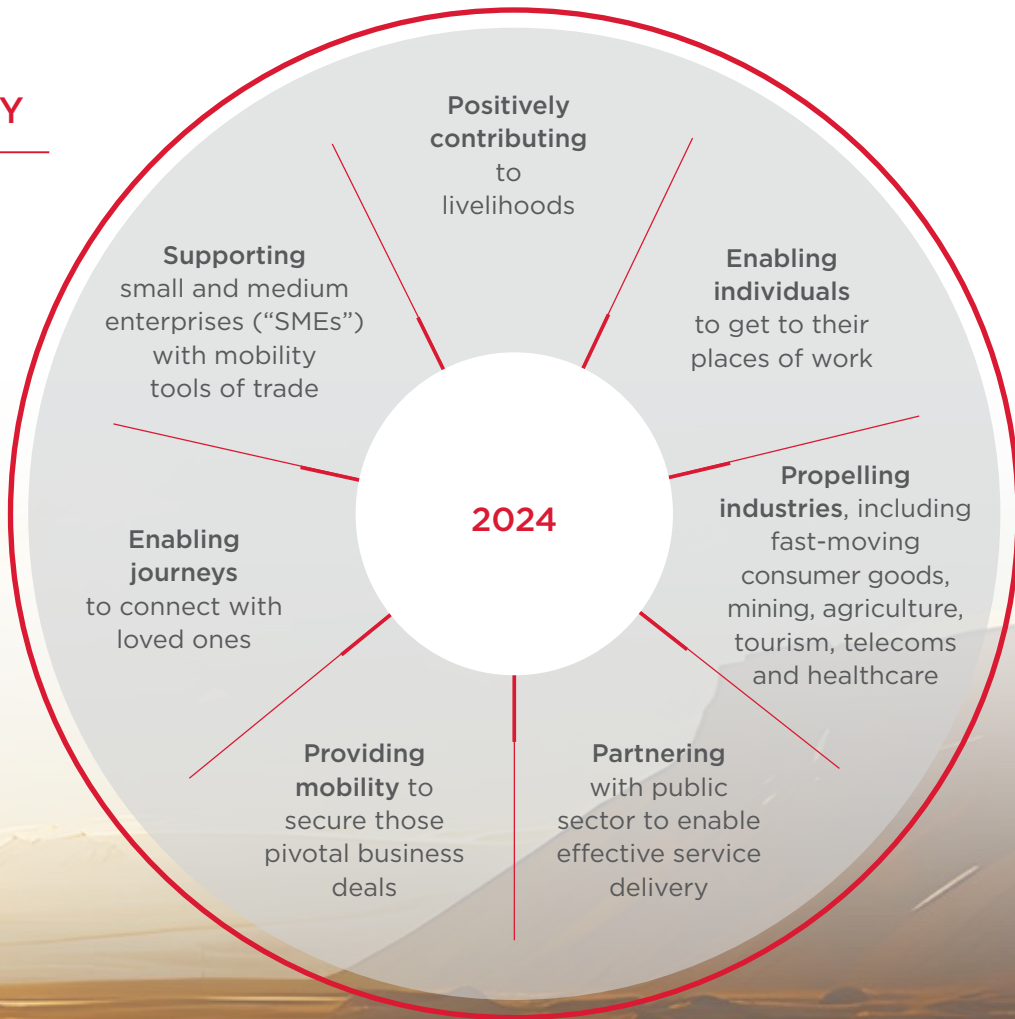 Y
Positively
contributing
to
livelihoods
Enabling
individuals
to get to their
places of work
Propelling
industries, including
fast-moving
consumer goods,
mining, agriculture,
tourism, telecoms
and healthcare
Partnering
with public
sector to enable
effective service
delivery
Providing
mobility to
secure those
pivotal business
deals
Enabling
journeys
to connect with
loved ones
Supporting
small and medium
enterprises (“SMEs”)
with mobility
tools of trade
2024